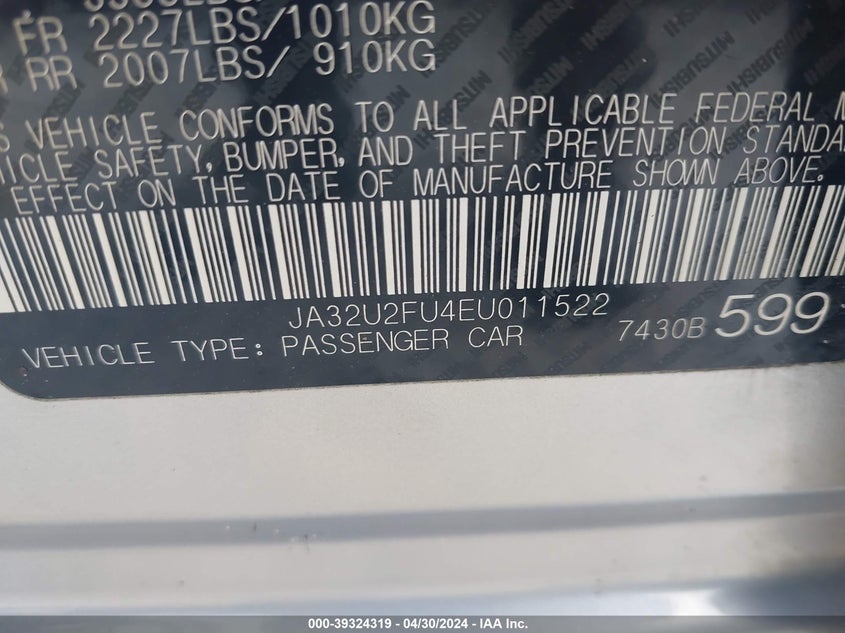 FR 2227LBS/1010KG
RR 2007LBS/ 910KG
VEHICLE CONFORMS TO ALL APPLICABLE FEDERAL
SAFETY, BUMPER, AND THEFT PREVENTION
EFFECT ON THE DATE OF MANUFACTURE SHOWN ABOVE.
JA32U2FU4EU011522
VEHICLE TYPE: PASSENGER CAR 7430B 599
MITSUBISHI
000-39324319 - 04/30/2024 - IAA Inc.